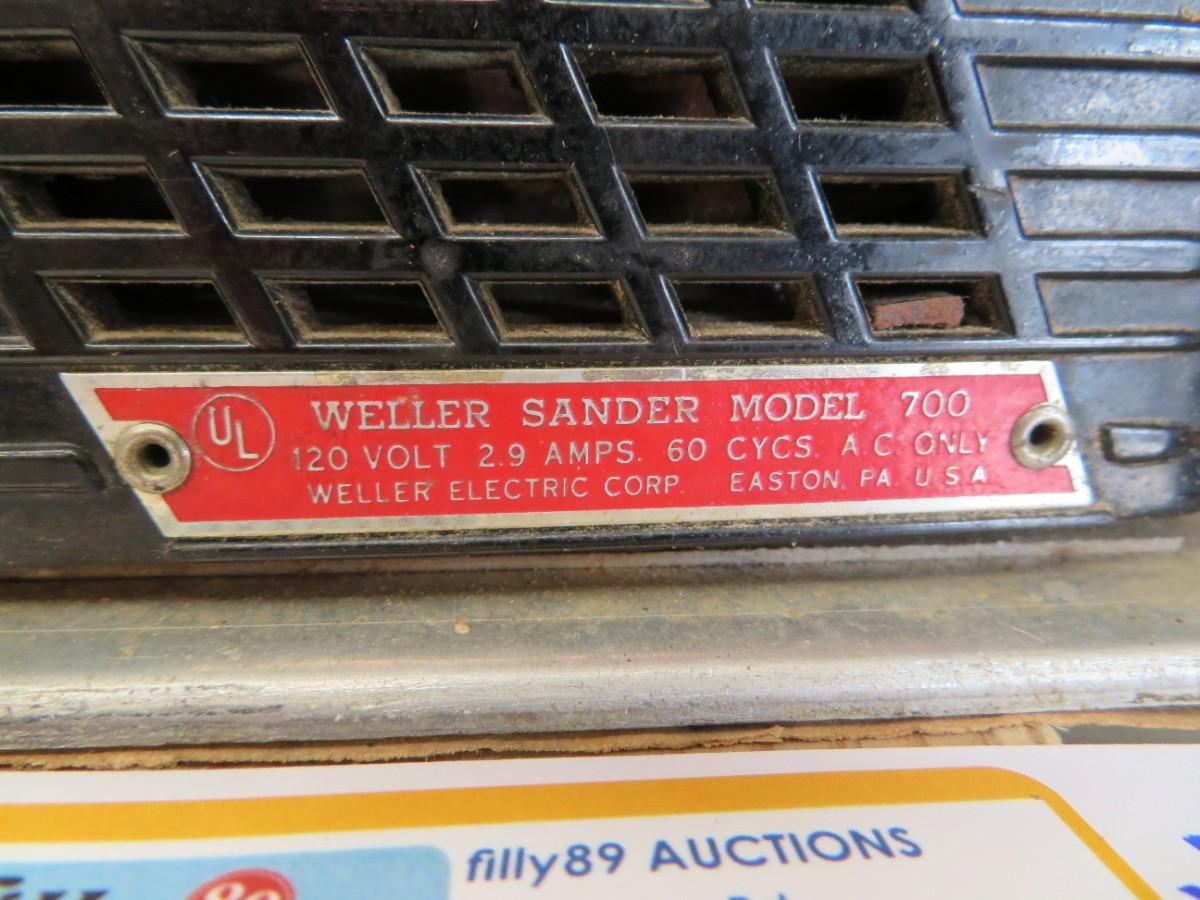 UL
WELLER SANDER MODEL 700
120 VOLT 2.9 AMPS. 60 CYCS. A.C. ONLY
WELLER ELECTRIC CORP. EASTON, PA. U S A
filly89 AUCTIONS
89